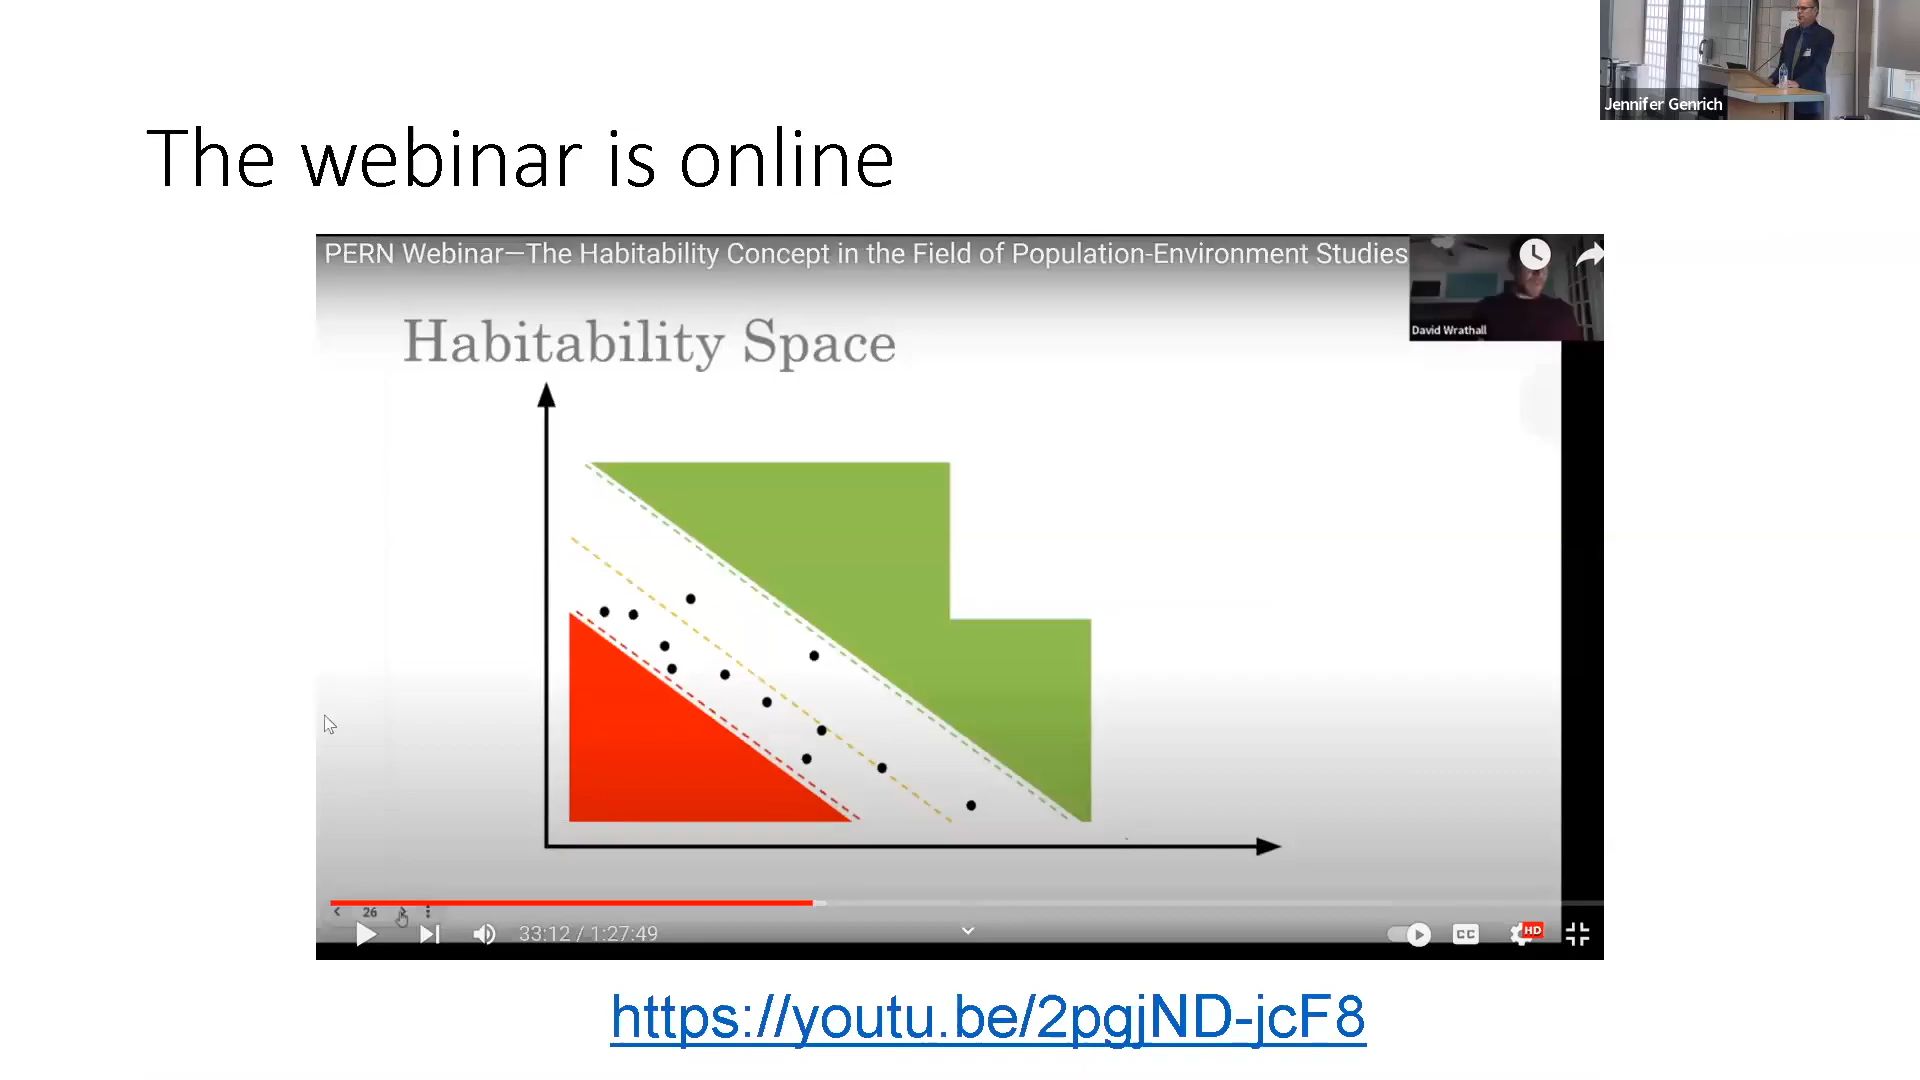 Jennifer Genrich
The webinar is online
PERN Webinar—The Habitability Concept in the Field of Population-Environment Studies
David Wrathall
Habitability Space
26
33:12 / 1:27:49
CC
HD
https://youtu.be/2pgjND-jcF8